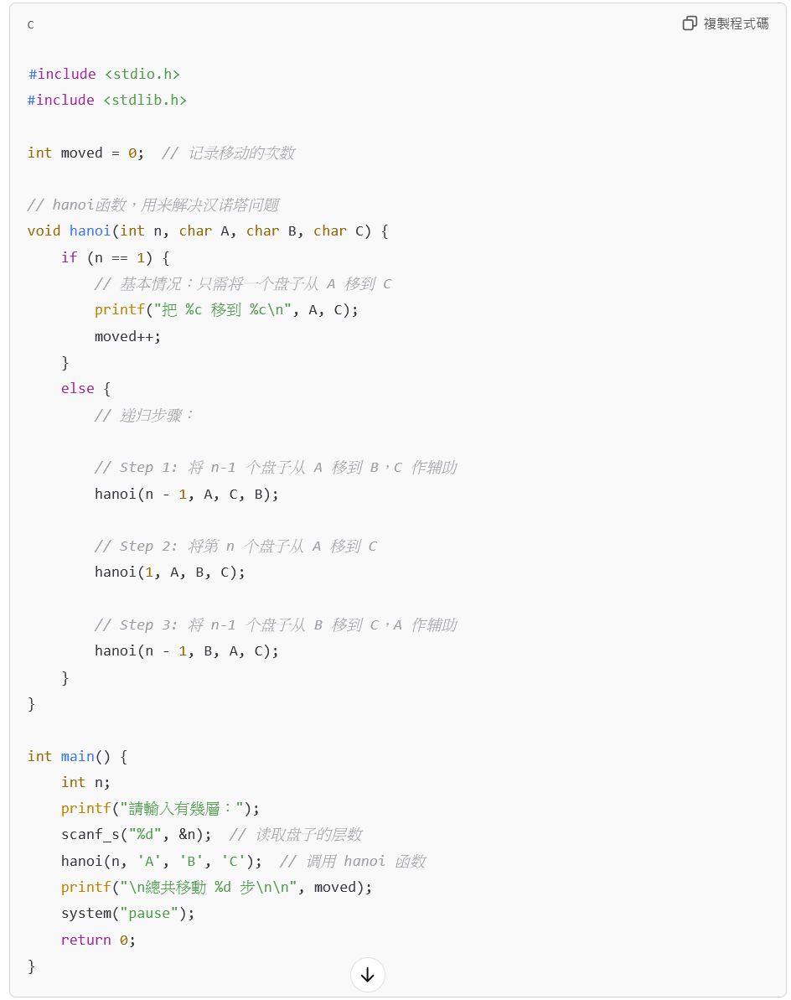 c
複製程式碼
#include <stdio.h>
#include <stdlib.h>
int moved = 0;  // 记录移动的次数
// hanoi函数，用来解决汉诺塔问题
void hanoi(int n, char A, char B, char C) {
    if (n == 1) {
        // 基本情况：只需将一个盘子从 A 移到 C
        printf("把 %c 移到 %c\n", A, C);
        moved++;
    }
    else {
        // 递归步骤：
        // Step 1: 将 n-1 个盘子从 A 移到 B，C 作辅助
        hanoi(n - 1, A, C, B);
        // Step 2: 将第 n 个盘子从 A 移到 C
        hanoi(1, A, B, C);
        // Step 3: 将 n-1 个盘子从 B 移到 C，A 作辅助
        hanoi(n - 1, B, A, C);
    }
}
int main() {
    int n;
    printf("請輸入有幾層：");
    scanf_s("%d", &n);  // 读取盘子的层数
    hanoi(n, 'A', 'B', 'C');  // 调用 hanoi 函数
    printf("\n總共移動 %d 步\n\n", moved);
    system("pause");
    return 0;
}